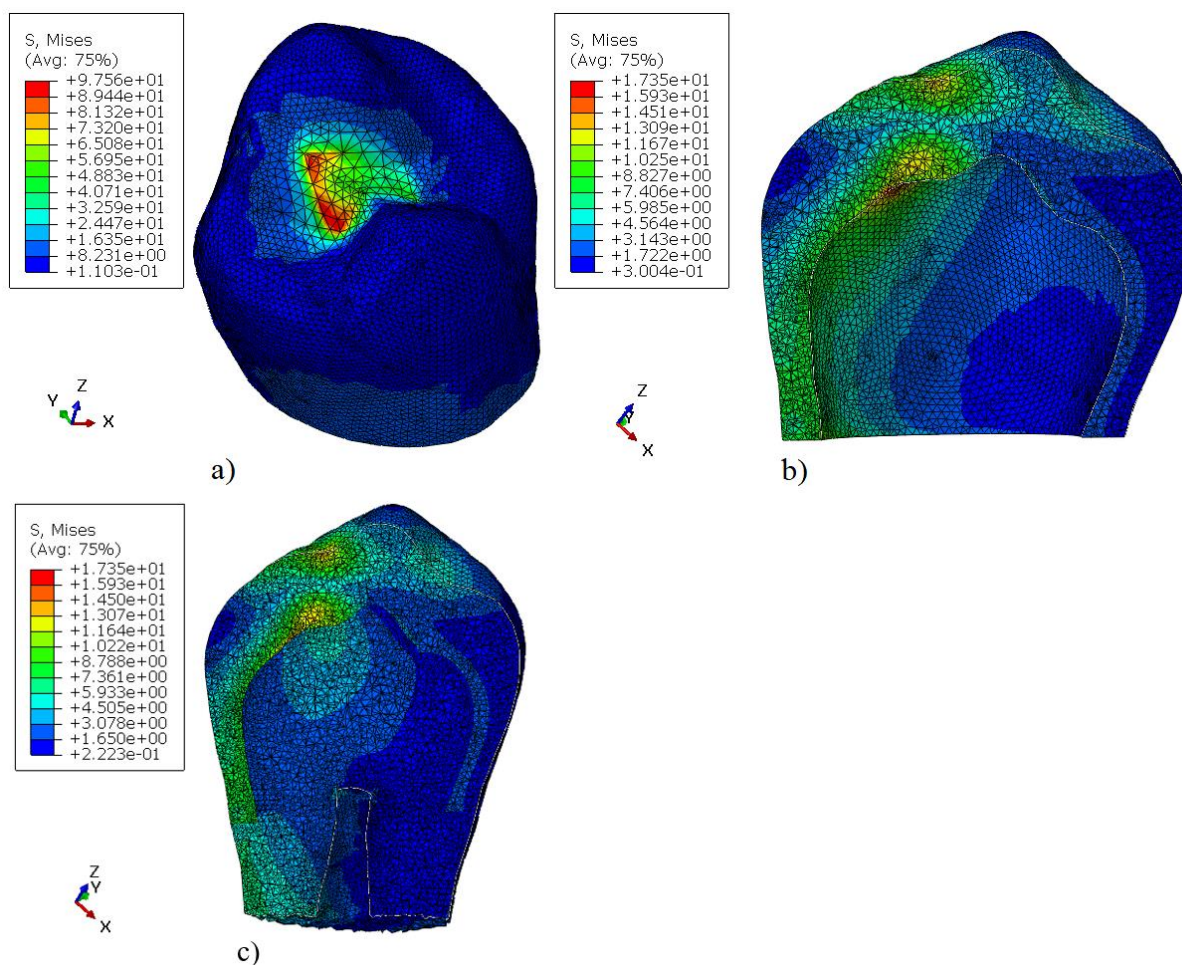 S, Mises
(Avg: 75%)
+9.756e+01
+8.944e+01
+8.132e+01
+7.320e+01
+6.508e+01
+5.695e+01
+4.883e+01
+4.071e+01
+3.259e+01
+2.447e+01
+1.635e+01
+8.231e+00
+1.103e-01
Z
Y
X
a)
S, Mises
(Avg: 75%)
+1.735e+01
+1.593e+01
+1.451e+01
+1.309e+01
+1.167e+01
+1.025e+01
+8.827e+00
+7.406e+00
+5.985e+00
+4.564e+00
+3.143e+00
+1.722e+00
+3.004e-01
Z
Y
X
b)
S, Mises
(Avg: 75%)
+1.735e+01
+1.593e+01
+1.450e+01
+1.307e+01
+1.164e+01
+1.022e+01
+8.788e+00
+7.361e+00
+5.933e+00
+4.505e+00
+3.078e+00
+1.650e+00
+2.223e-01
Z
Y
X
c)